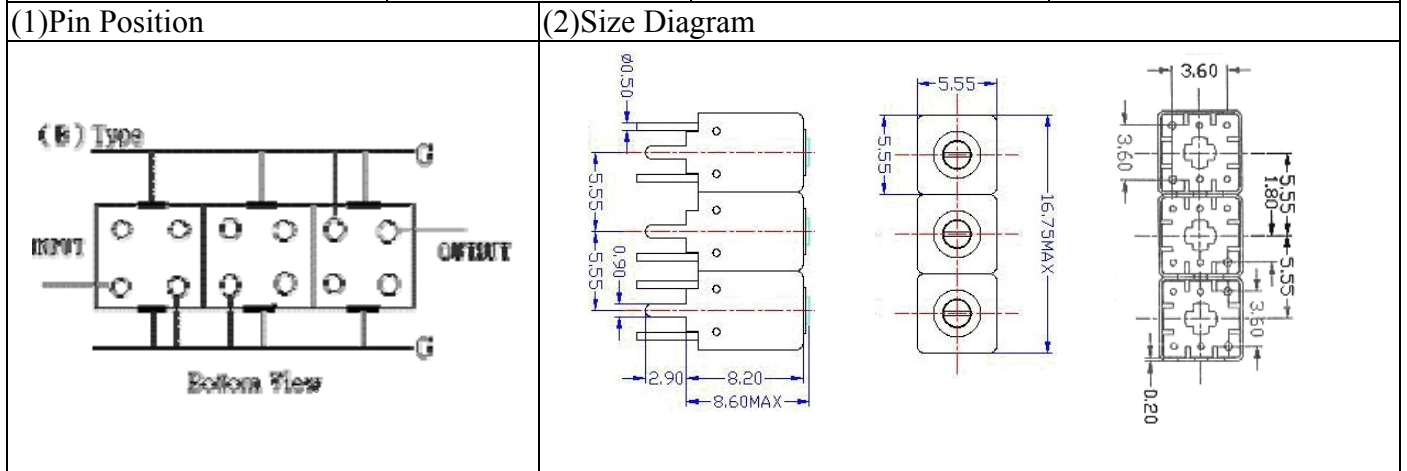 (1)Pin Position
(2)Size Diagram
(B) Type
G
INPUT
OUTPUT
G
Bottom View
ø0.50
5.55
5.55
0.90
2.90
8.20
8.60MAX
5.55
5.55
16.75MAX
3.60
3.60
5.55
1.80
5.55
3.60
0.20